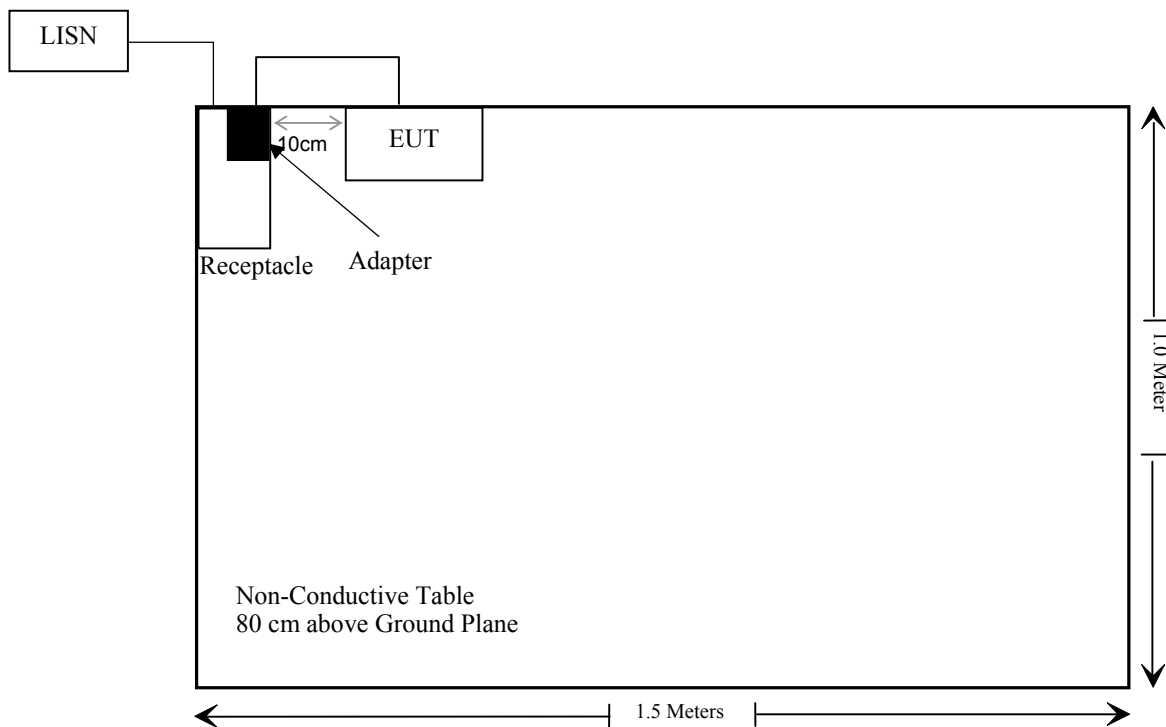 LISN
10cm
EUT
Receptacle
Adapter
1.0 Meter
Non-Conductive Table
80 cm above Ground Plane
1.5 Meters